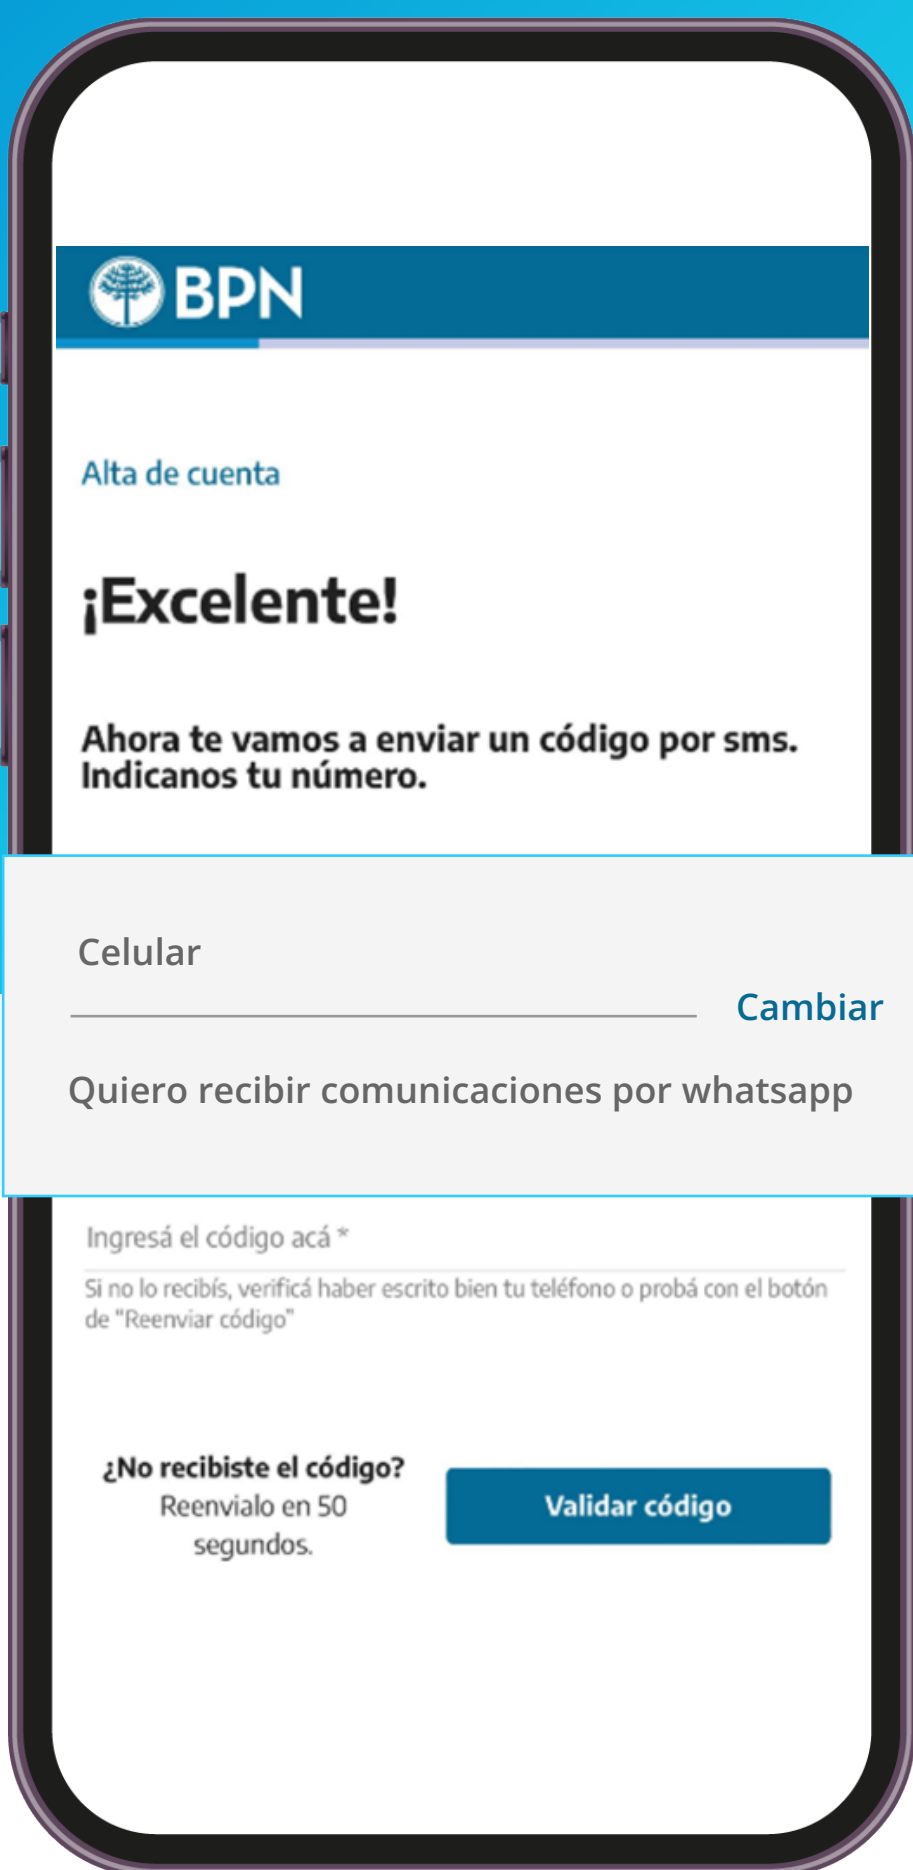 BPN
Alta de cuenta
¡Excelente!
Ahora te vamos a enviar un código por sms.
Indicanos tu número.
Celular
Cambiar
Quiero recibir comunicaciones por whatsapp
Ingresá el código acá *
Si no lo recibís, verificá haber escrito bien tu teléfono o probá con el botón
de "Reenviar código"
¿No recibiste el código?
Reenvialo en 50
segundos.
Validar código